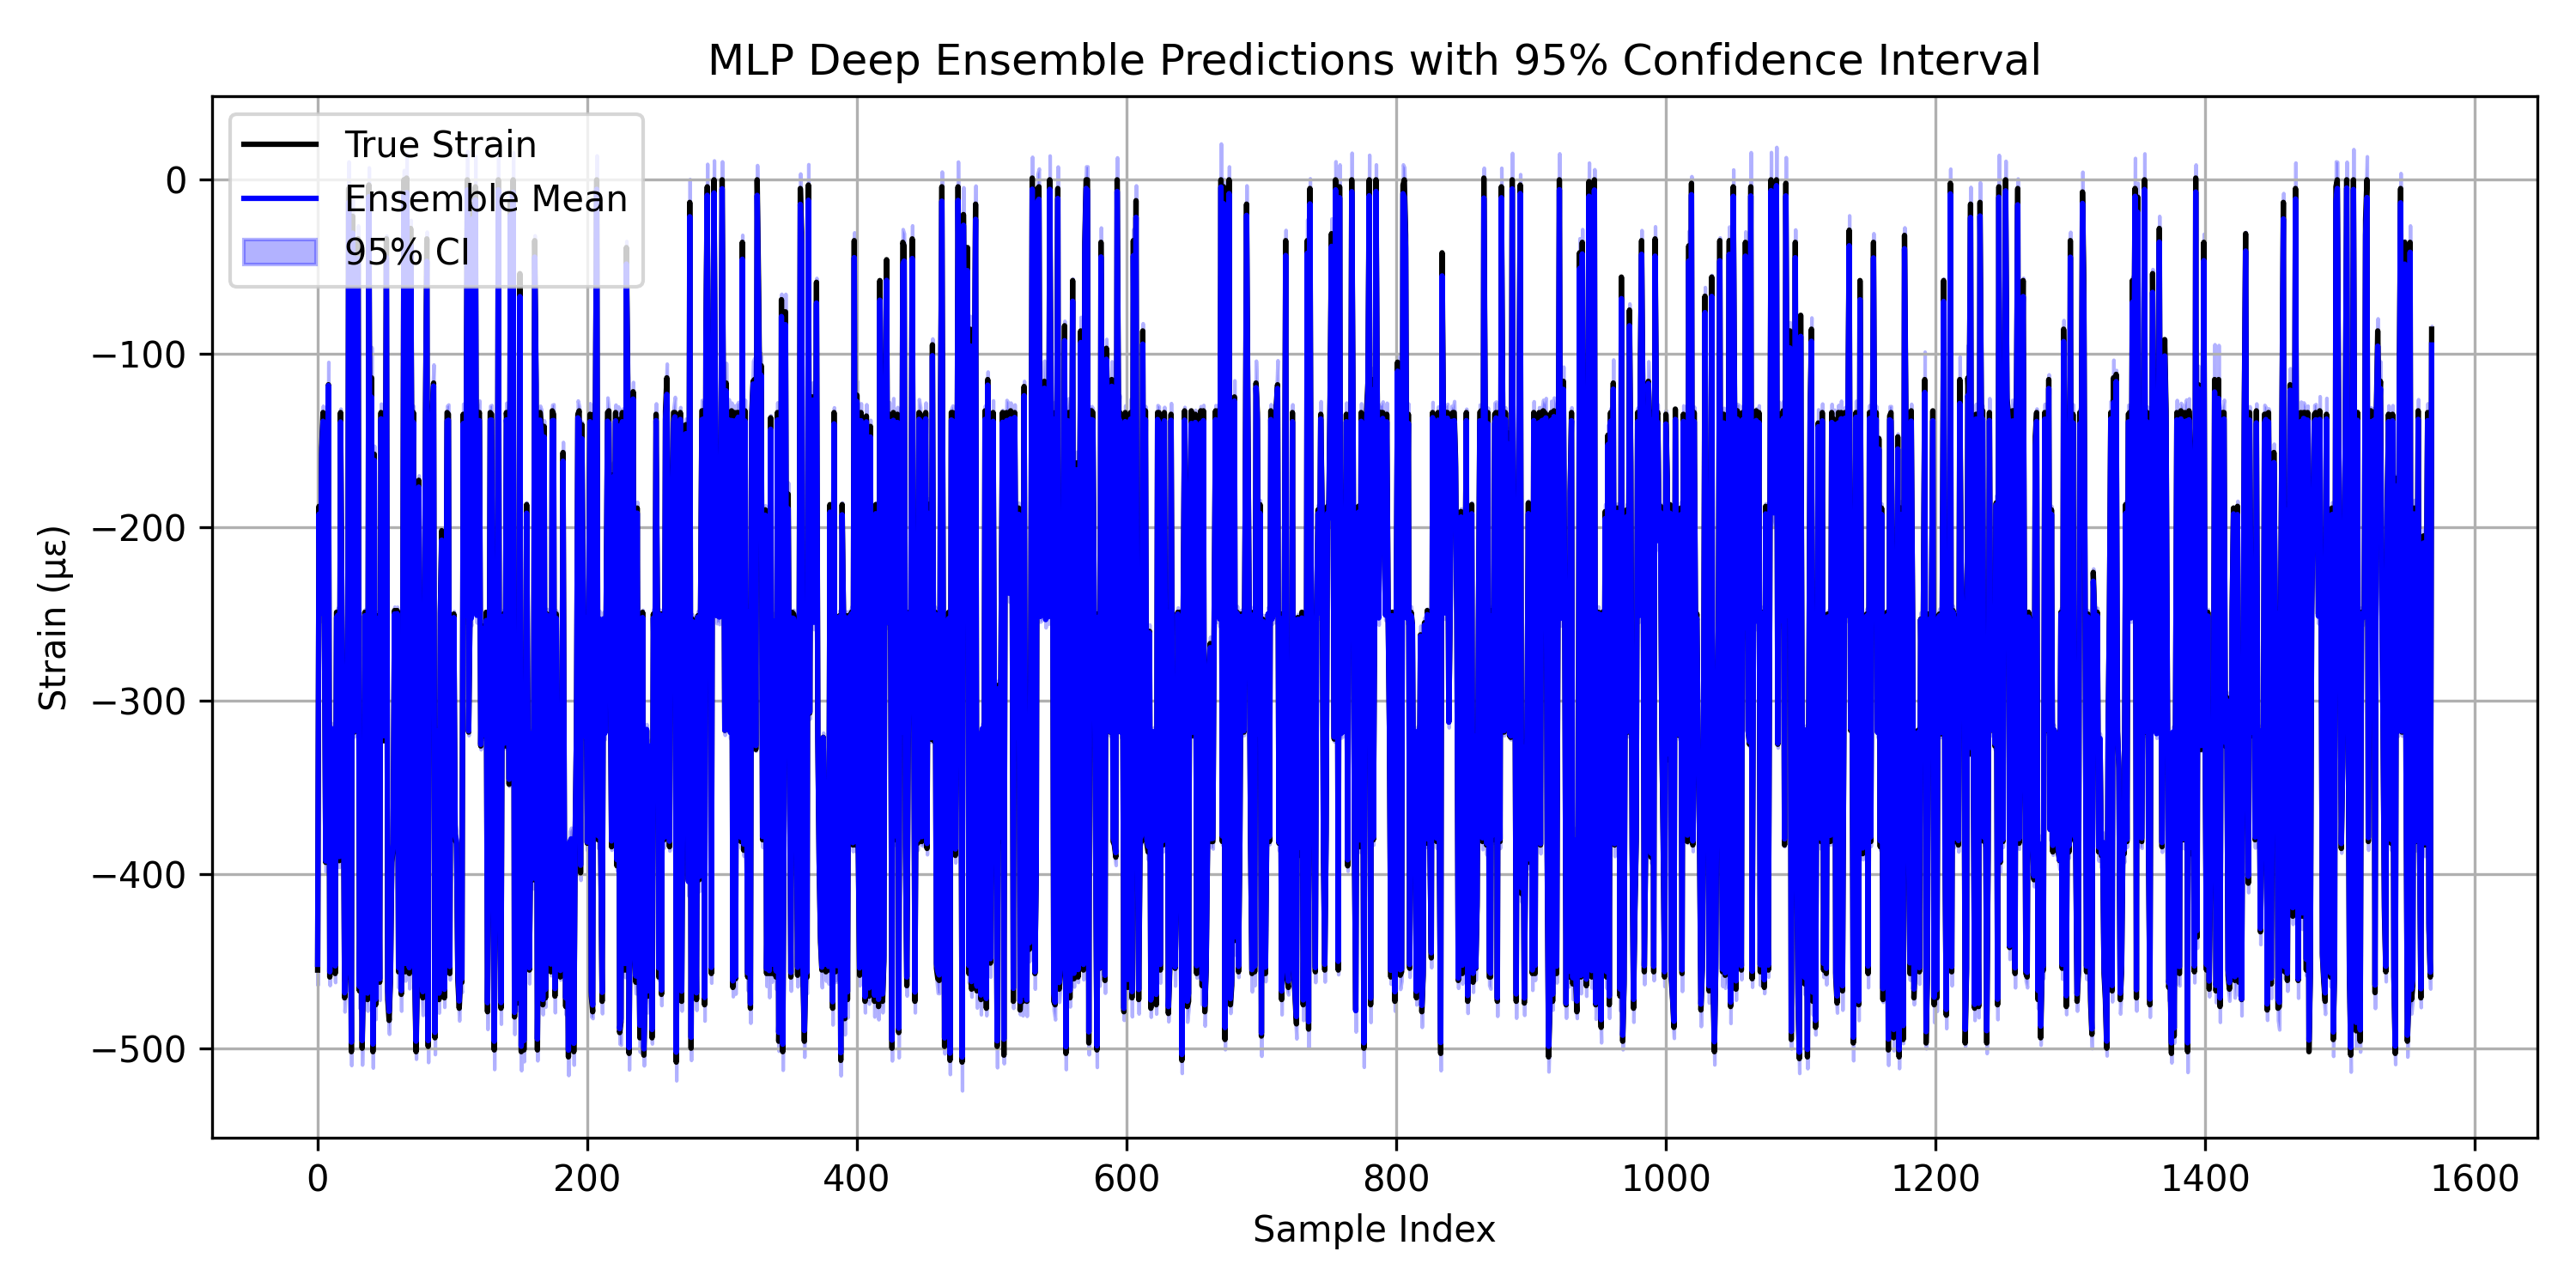 MLP Deep Ensemble Predictions with 95% Confidence Interval
True Strain
Ensemble Mean
95% CI
0
−100
−200
−300
−400
−500
Strain (με)
0 200 400 600 800 1000 1200 1400 1600
Sample Index